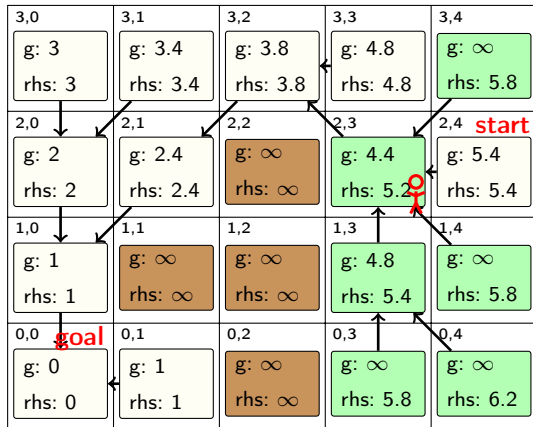 3,0 3,1 3,2 3,3 3,4
g: 3 g: 3.4 g: 3.8 g: 4.8 g: ∞
rhs: 3 rhs: 3.4 rhs: 3.8 rhs: 4.8 rhs: 5.8
2,0 2,1 2,2 2,3 2,4 start
g: 2 g: 2.4 g: ∞ g: 4.4 g: 5.4
rhs: 2 rhs: 2.4 rhs: ∞ rhs: 5.2 rhs: 5.4
1,0 1,1 1,2 1,3 1,4
g: 1 g: ∞ g: ∞ g: 4.8 g: ∞
rhs: 1 rhs: ∞ rhs: ∞ rhs: 5.4 rhs: 5.8
0,0 goal 0,1 0,2 0,3 0,4
g: 0 g: 1 g: ∞ g: ∞ g: ∞
rhs: 0 rhs: 1 rhs: ∞ rhs: 5.8 rhs: 6.2